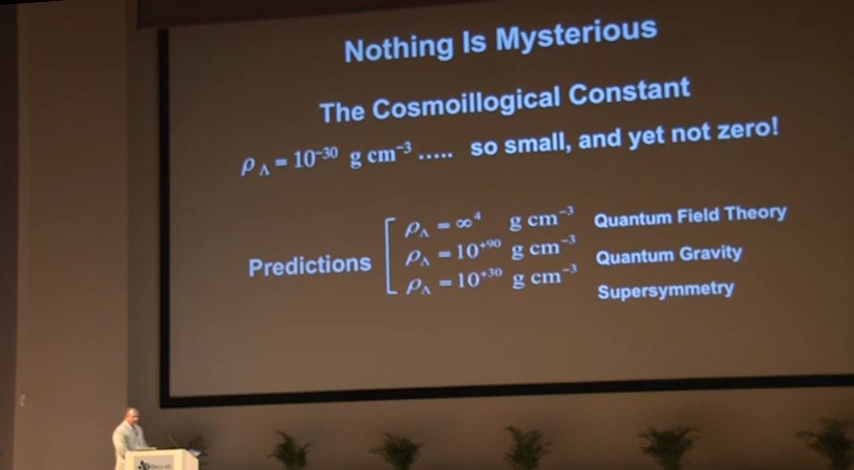 Nothing Is Mysterious
The Cosmoillogical Constant
ρΛ = 10⁻³⁰ g cm⁻³ ..... so small, and yet not zero!
Predictions
ρΛ = ∞⁴ g cm⁻³ Quantum Field Theory
ρΛ = 10⁺⁹⁰ g cm⁻³ Quantum Gravity
ρΛ = 10⁺³⁰ g cm⁻³ Supersymmetry